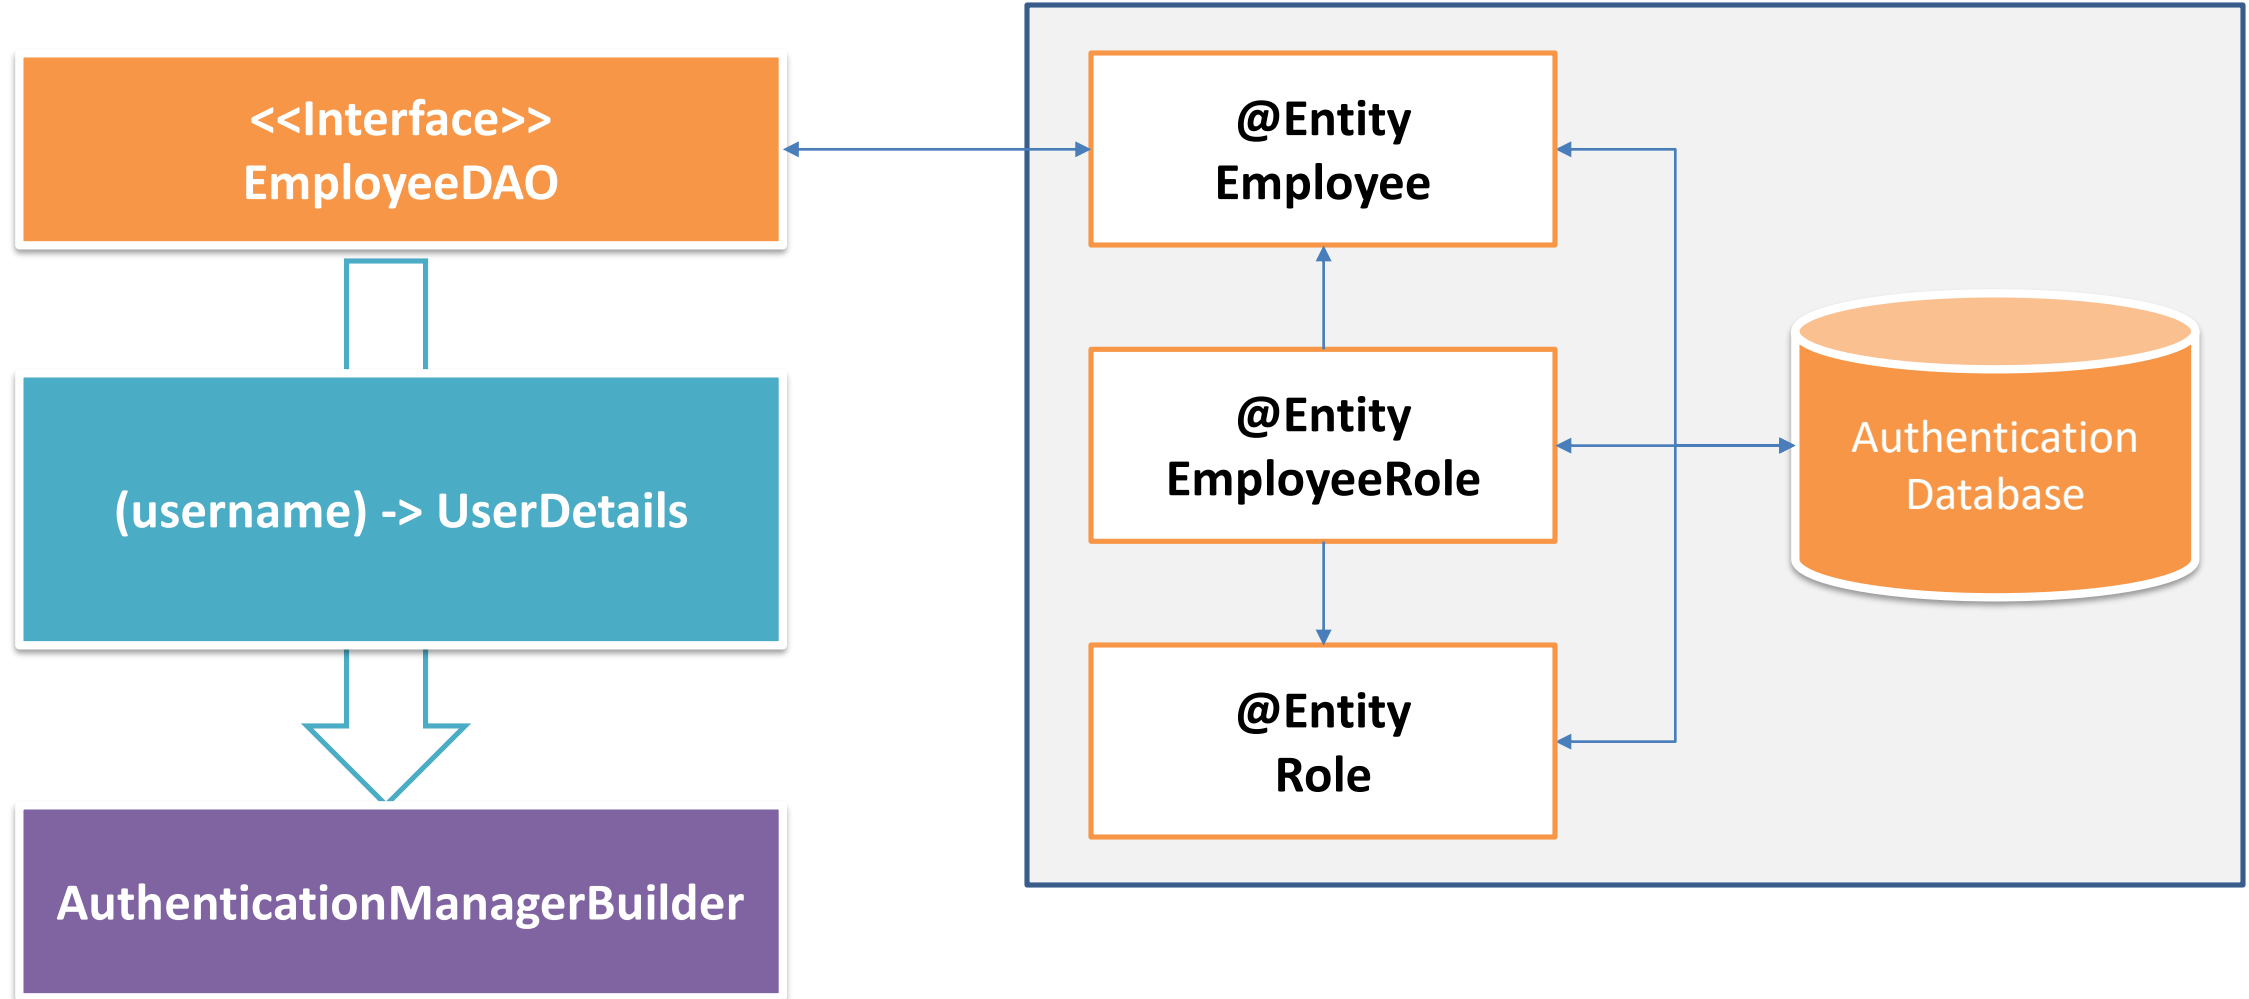 <<Interface>>
EmployeeDAO
(username) -> UserDetails
AuthenticationManagerBuilder
@Entity
Employee
@Entity
EmployeeRole
@Entity
Role
Authentication
Database